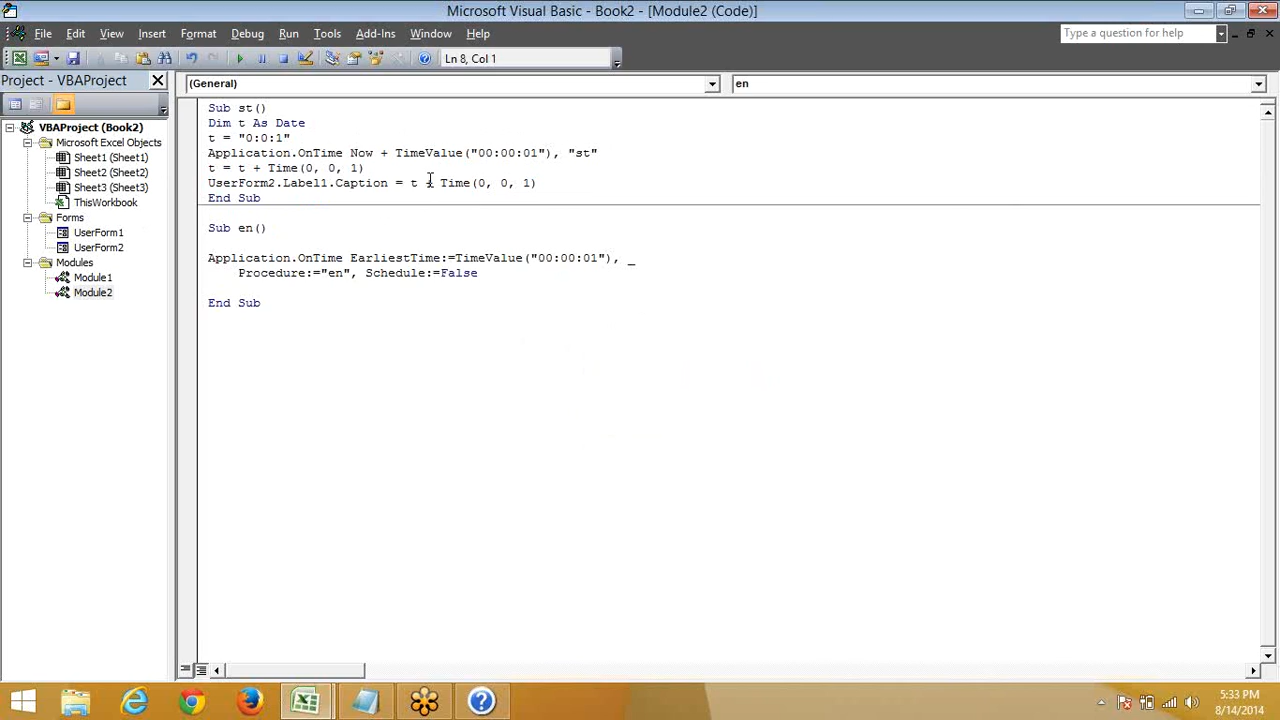 Microsoft Visual Basic - Book2 - [Module2 (Code)]
File Edit View Insert Format Debug Run Tools Add-Ins Window Help
Type a question for help
Ln 8, Col 1
Project - VBAProject
(General)
en
VBAProject (Book2)
Microsoft Excel Objects
Sheet1 (Sheet1)
Sheet2 (Sheet2)
Sheet3 (Sheet3)
ThisWorkbook
Forms
UserForm1
UserForm2
Modules
Module1
Module2
Sub st()
Dim t As Date
t = "0:0:1"
Application.OnTime Now + TimeValue("00:00:01"), "st"
t = t + Time(0, 0, 1)
UserForm2.Label1.Caption = t + Time(0, 0, 1)
End Sub
Sub en()
Application.OnTime EarliestTime:=TimeValue("00:00:01"), _
Procedure:="en", Schedule:=False
End Sub
5:33 PM
8/14/2014